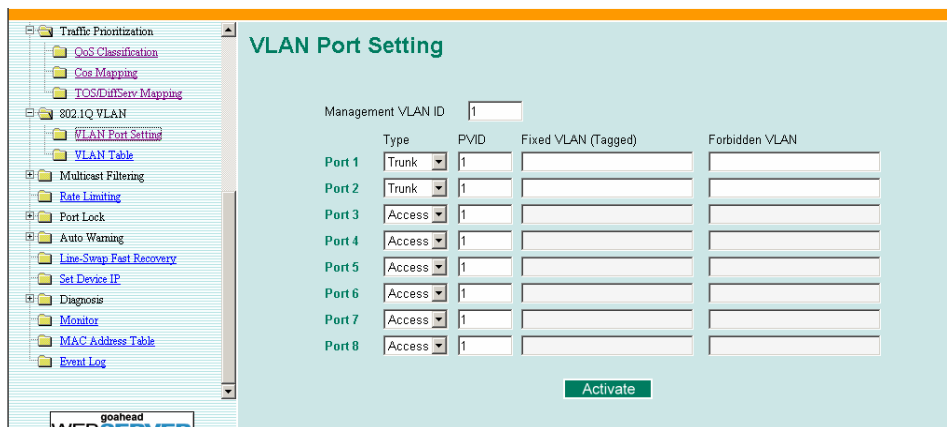 Traffic Prioritization
QoS Classification
Cos Mapping
TOS/DiffServ Mapping
802.1Q VLAN
VLAN Port Setting
VLAN Table
Multicast Filtering
Rate Limiting
Port Lock
Auto Warning
Line-Swap Fast Recovery
Set Device IP
Diagnosis
Monitor
MAC Address Table
Event Log
goahead
WEBSERVER
VLAN Port Setting
Management VLAN ID 1
Type PVID Fixed VLAN (Tagged) Forbidden VLAN
Port 1 Trunk 1
Port 2 Trunk 1
Port 3 Access 1
Port 4 Access 1
Port 5 Access 1
Port 6 Access 1
Port 7 Access 1
Port 8 Access 1
Activate